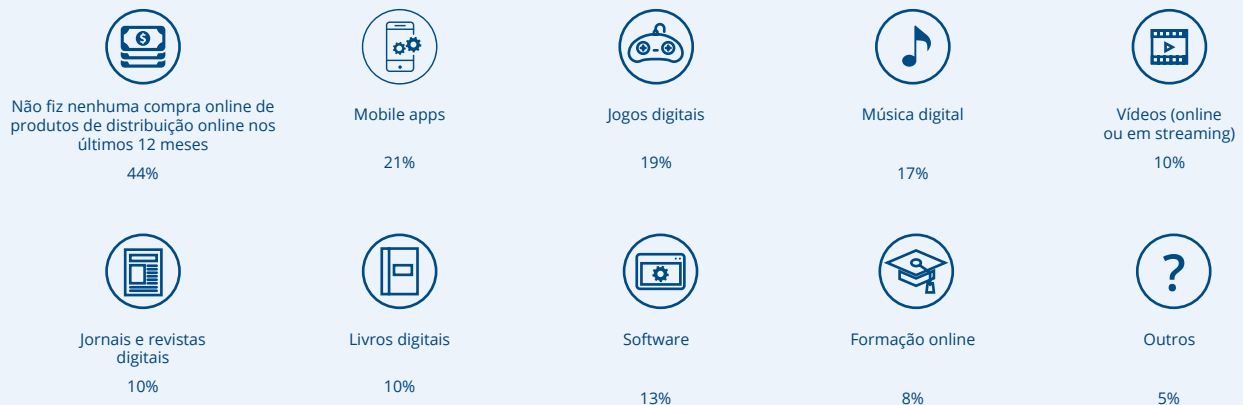 Não fiz nenhuma compra online de
produtos de distribuição online nos
últimos 12 meses
44%
Mobile apps
21%
Jogos digitais
19%
Música digital
17%
Vídeos (online
ou em streaming)
10%
Jornais e revistas
digitais
10%
Livros digitais
10%
Software
13%
Formação online
8%
?
Outros
5%